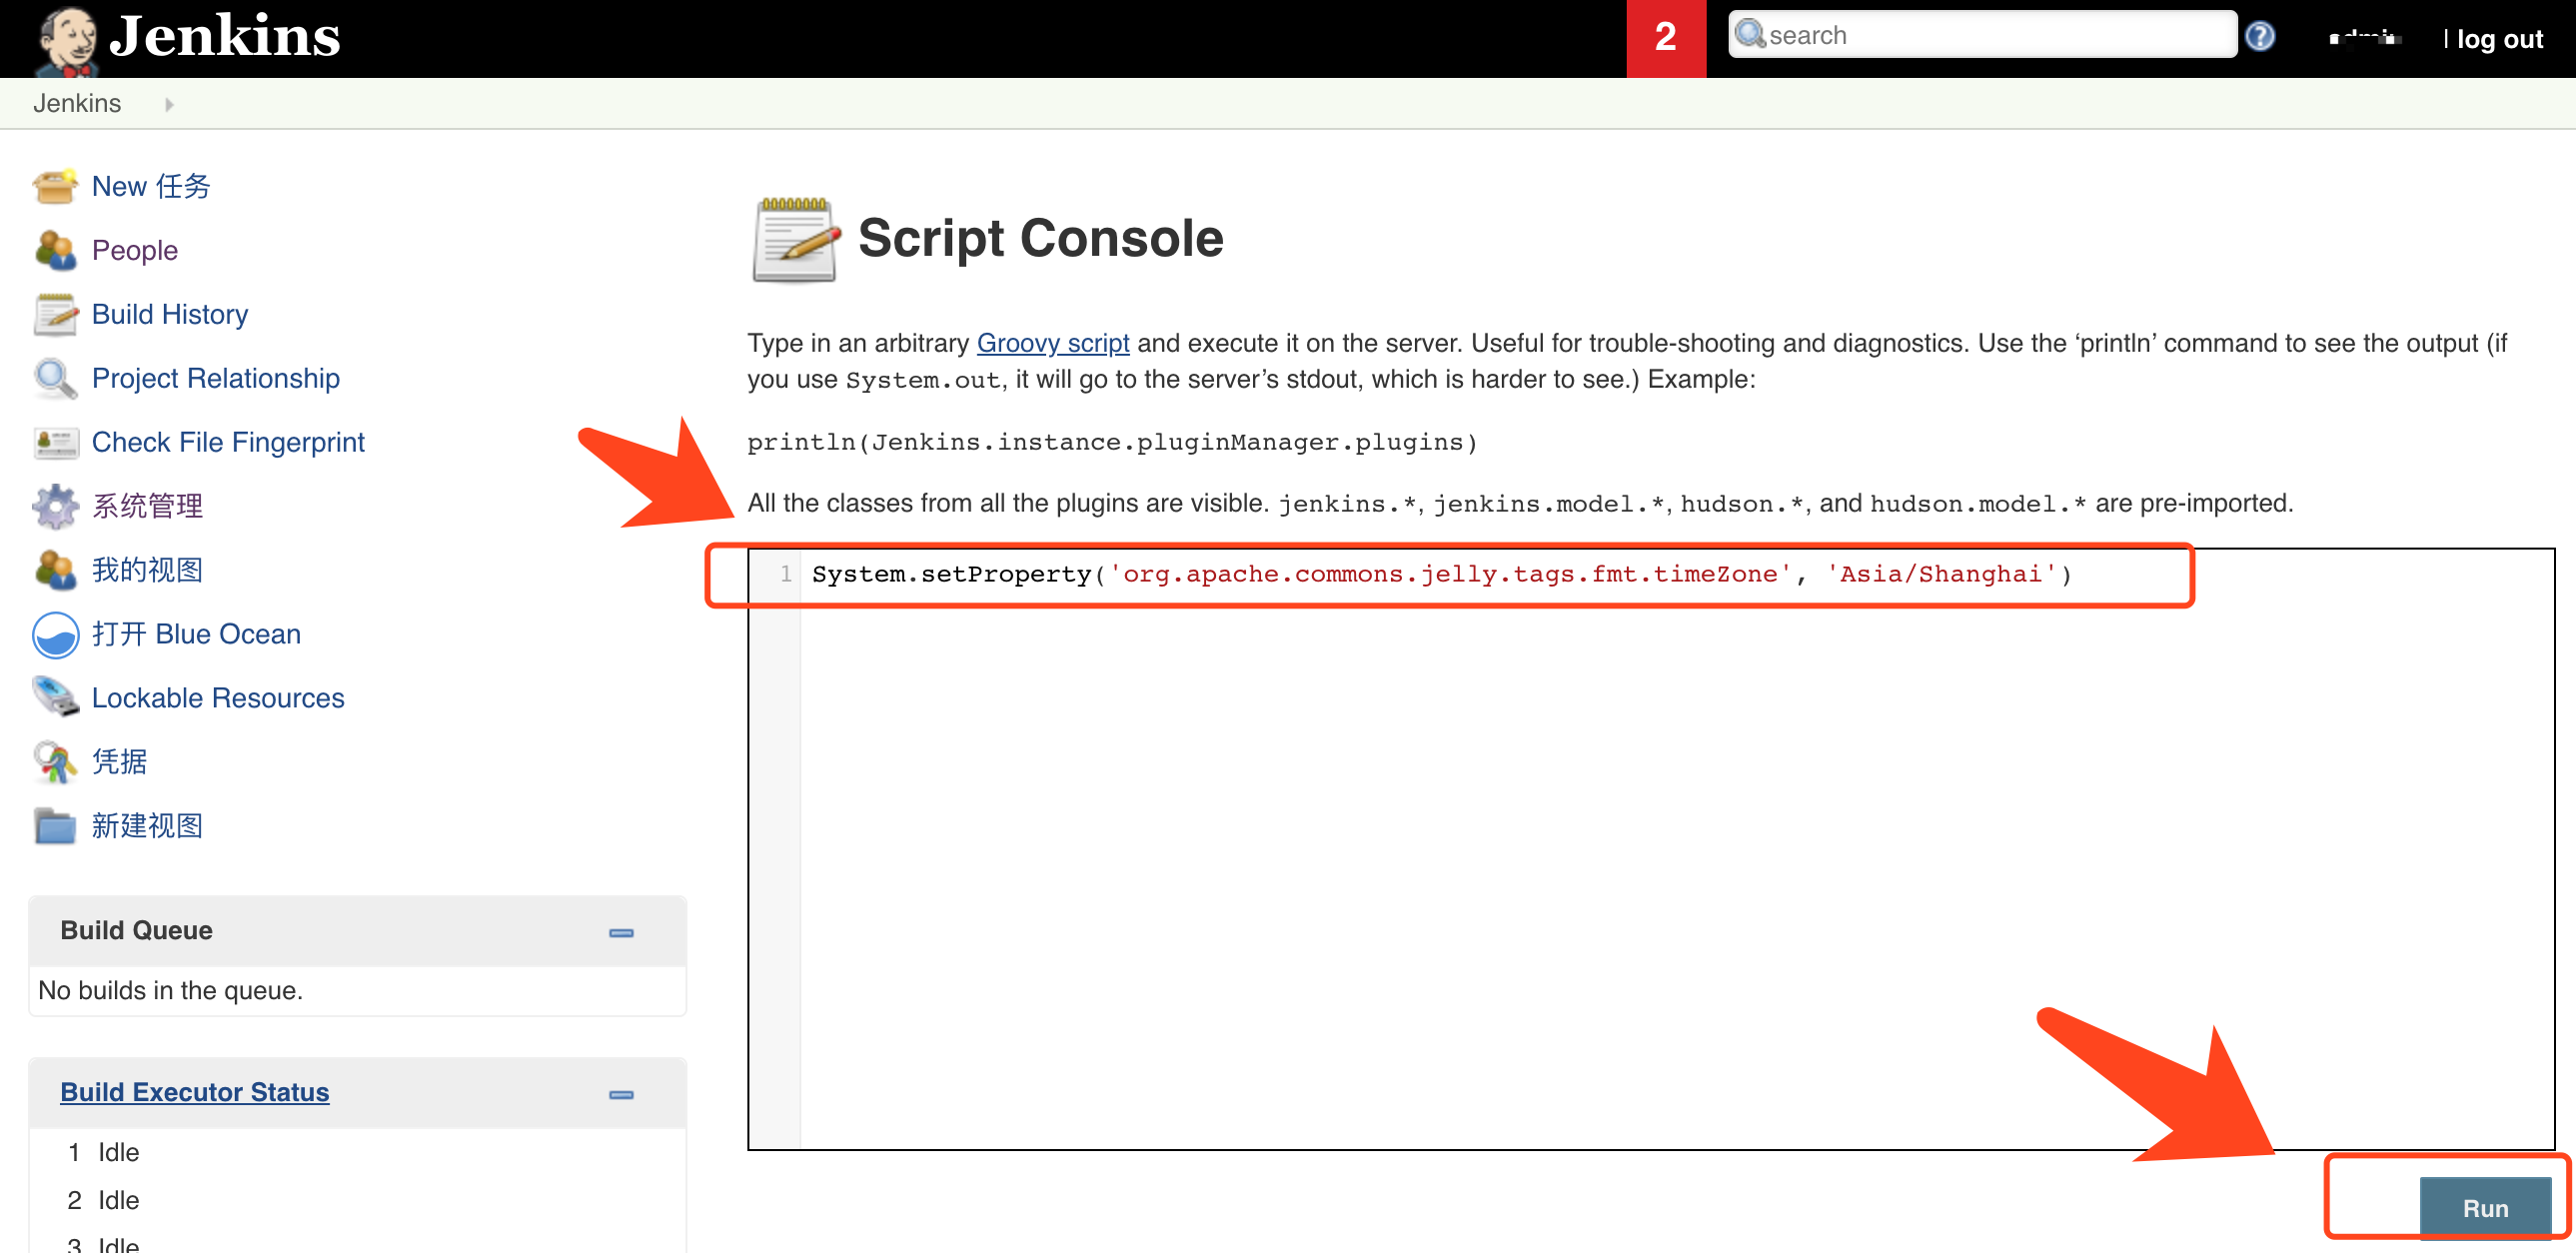 Jenkins
2
search
| log out
Jenkins
New 任务
People
Build History
Project Relationship
Check File Fingerprint
系统管理
我的视图
打开 Blue Ocean
Lockable Resources
凭据
新建视图
Build Queue
No builds in the queue.
Build Executor Status
1 Idle
2 Idle
3 Idle
Script Console
Type in an arbitrary Groovy script and execute it on the server. Useful for trouble-shooting and diagnostics. Use the ‘println’ command to see the output (if
you use System.out, it will go to the server’s stdout, which is harder to see.) Example:
println(Jenkins.instance.pluginManager.plugins)
All the classes from all the plugins are visible. jenkins.*, jenkins.model.*, hudson.*, and hudson.model.* are pre-imported.
1 System.setProperty('org.apache.commons.jelly.tags.fmt.timeZone', 'Asia/Shanghai')
Run